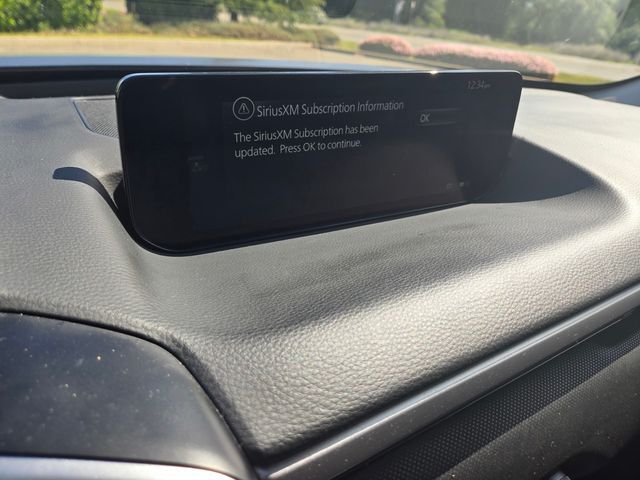 12:34pm
SiriusXM Subscription Information
The SiriusXM Subscription has been
updated. Press OK to continue.
OK